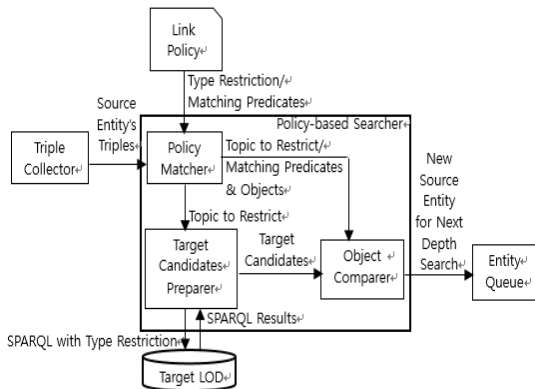 Link
Policy
Type Restriction/
Matching Predicates
Source
Entity's
Triples
Policy-based Searcher
Triple
Collector
Policy
Matcher
Topic to Restrict/
Matching Predicates
& Objects
New
Source
Entity
for Next
Depth
Search
Topic to Restrict
Target
Candidates
Preparer
Target
Candidates
Object
Comparer
Entity
Queue
SPARQL Results
SPARQL with Type Restriction
Target LOD